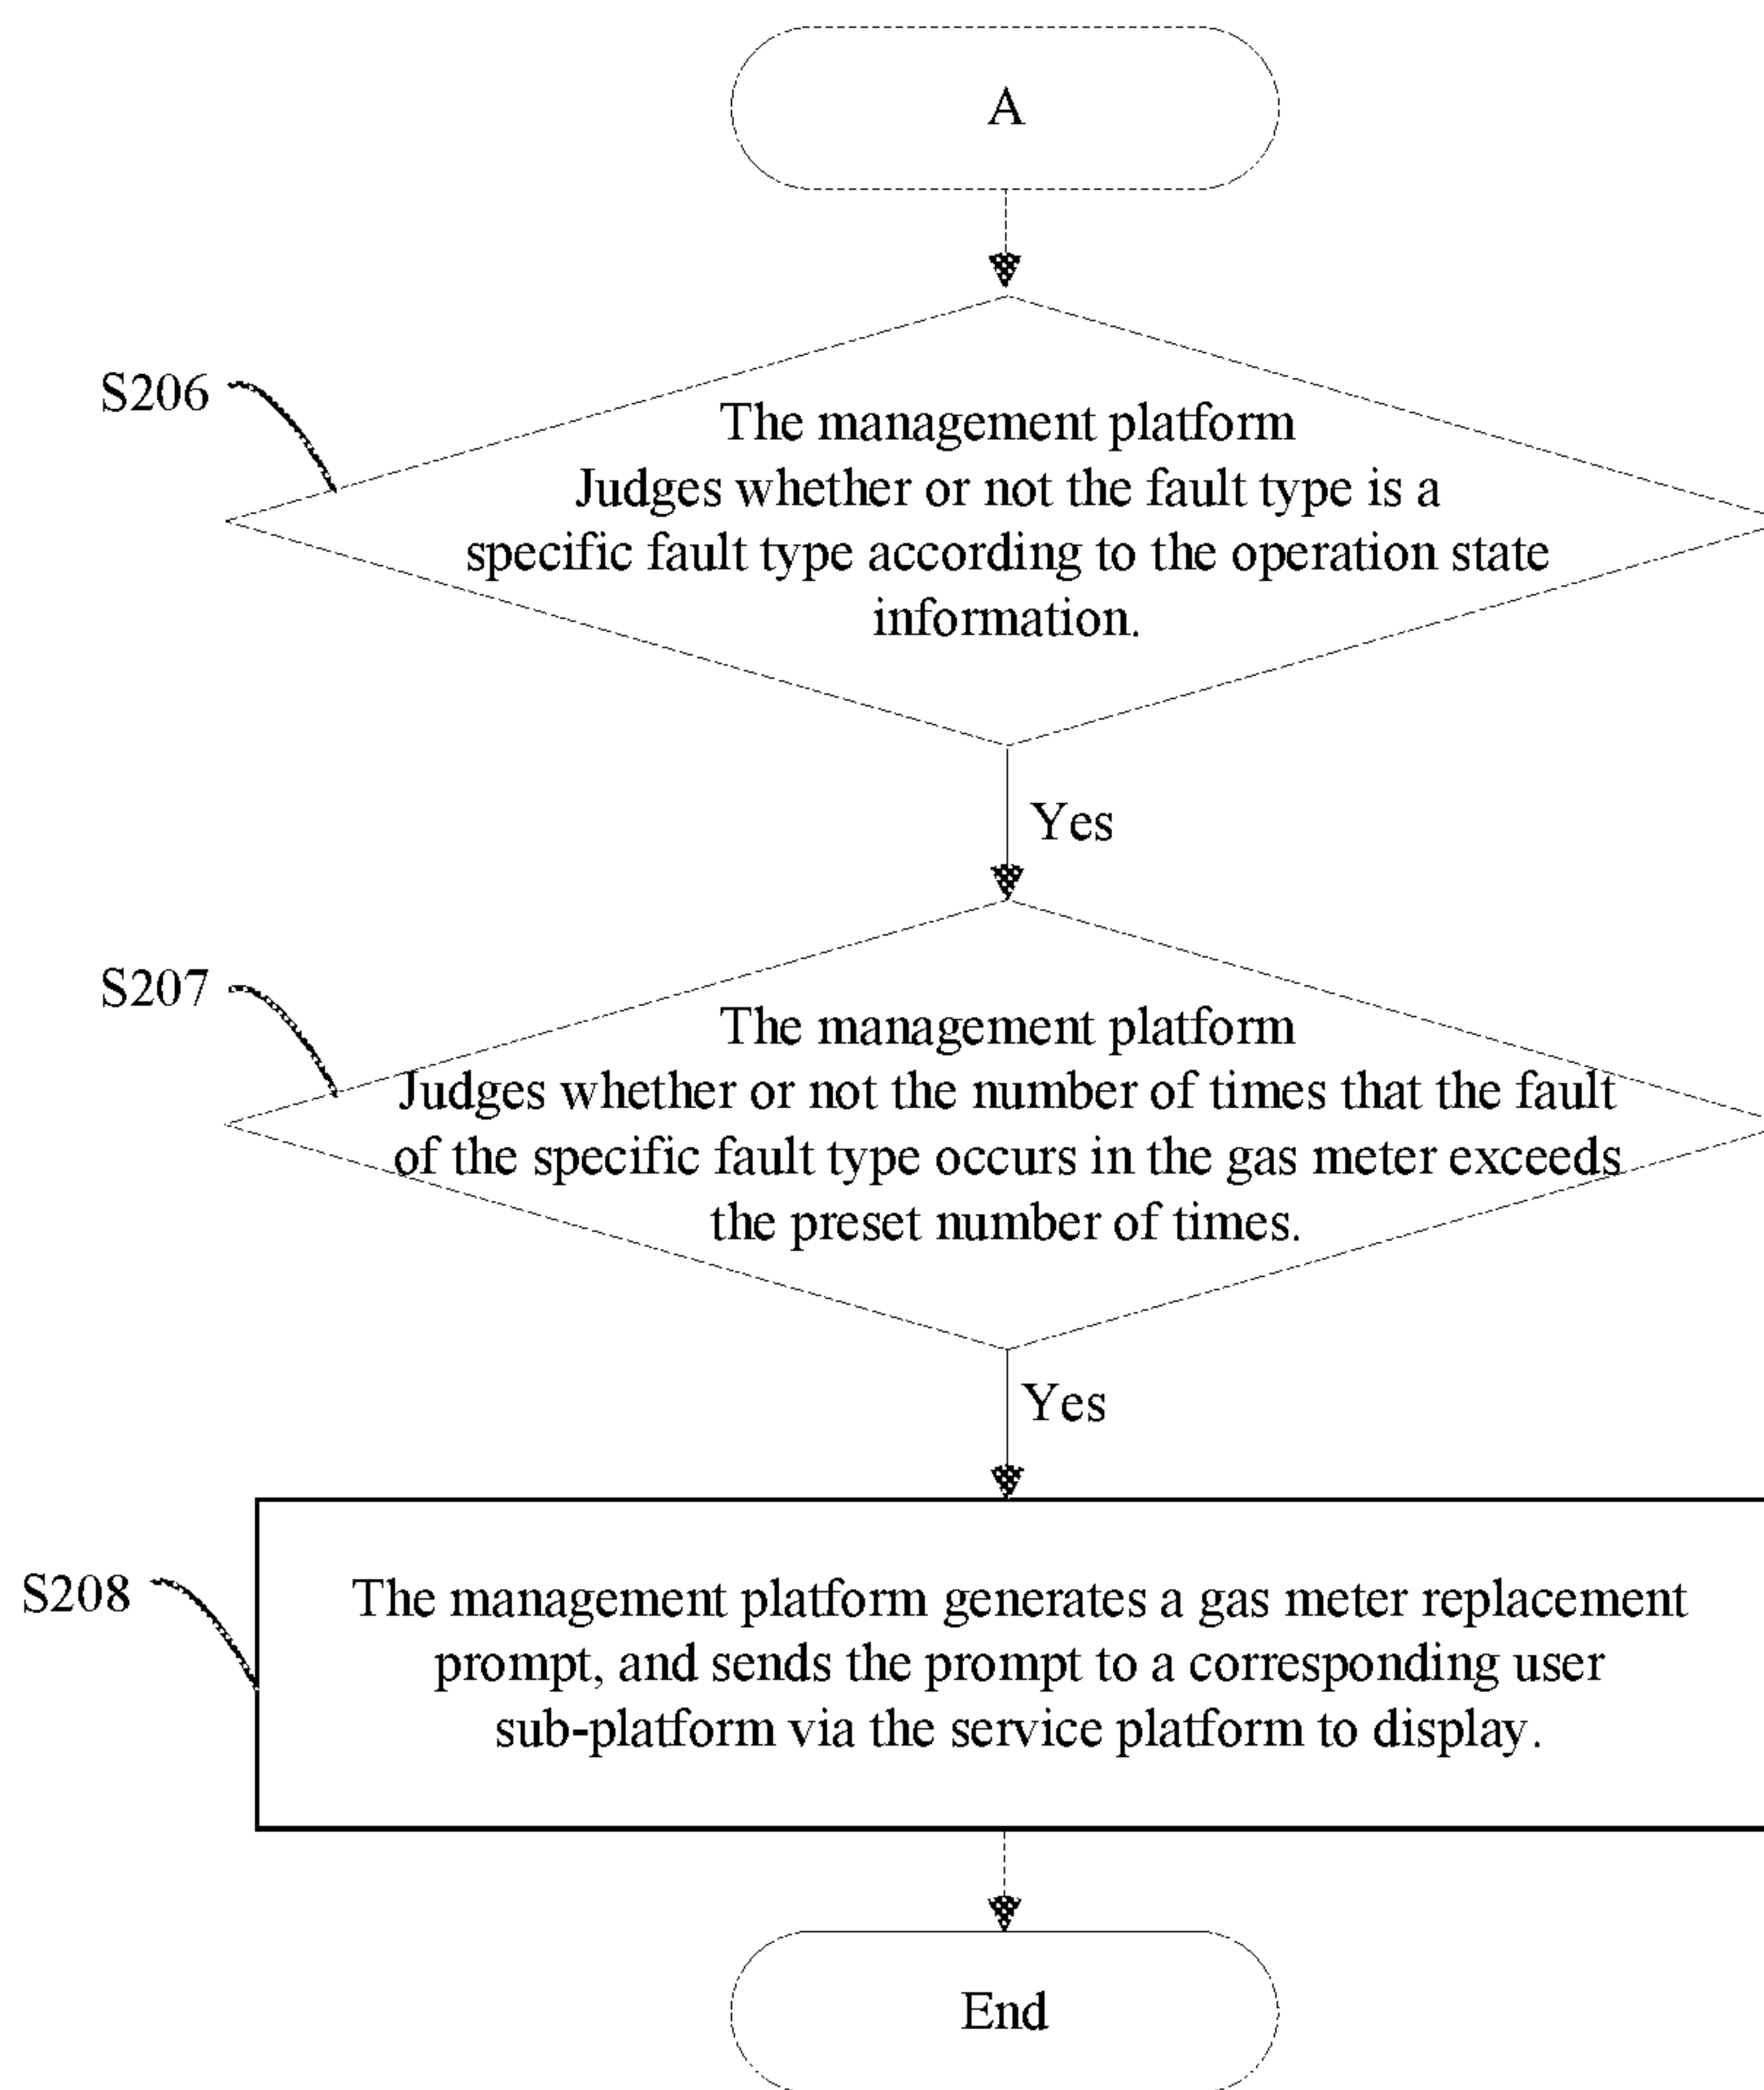 A
S206
The management platform
Judges whether or not the fault type is a
specific fault type according to the operation state
information.
Yes
S207
The management platform
Judges whether or not the number of times that the fault
of the specific fault type occurs in the gas meter exceeds
the preset number of times.
Yes
S208
The management platform generates a gas meter replacement
prompt, and sends the prompt to a corresponding user
sub-platform via the service platform to display.
End